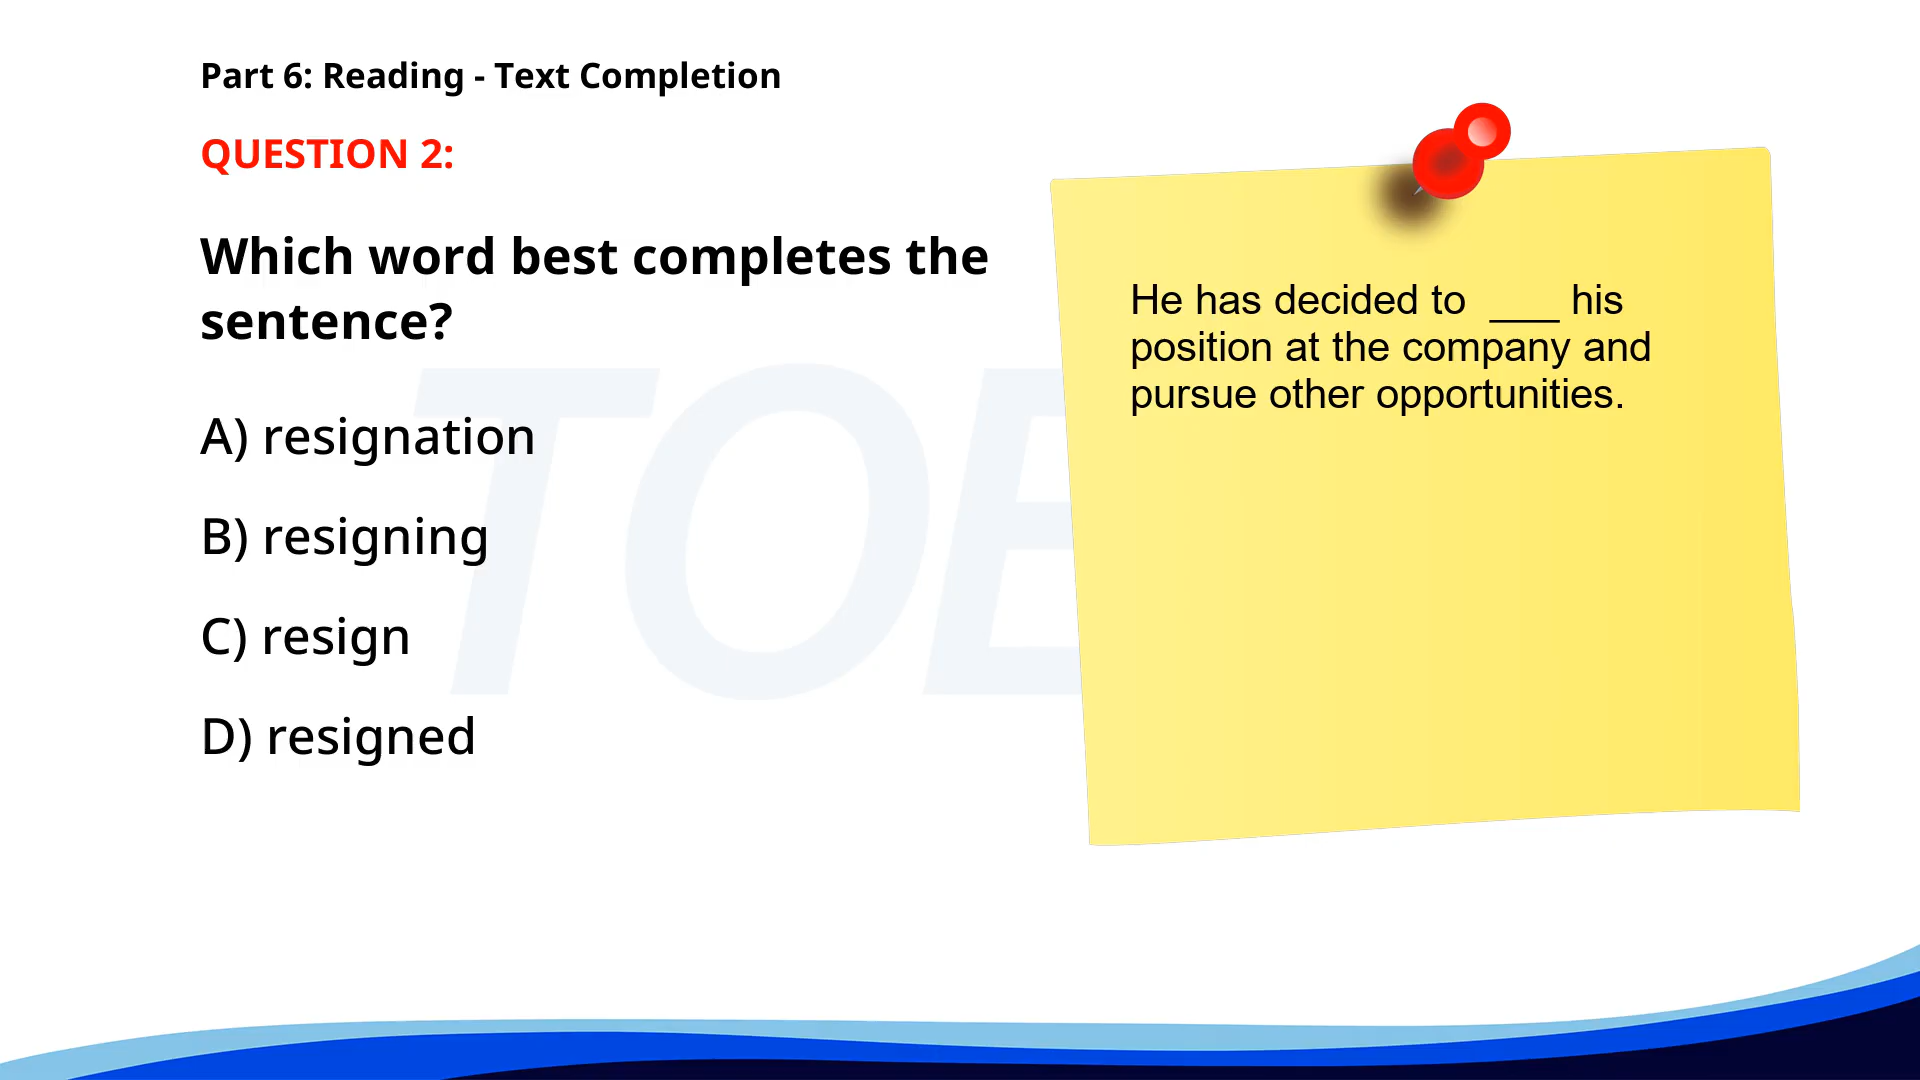 Part 6: Reading - Text Completion
QUESTION 2:
Which word best completes the
sentence?
A) resignation
B) resigning
C) resign
D) resigned
He has decided to ___ his
position at the company and
pursue other opportunities.
TOE